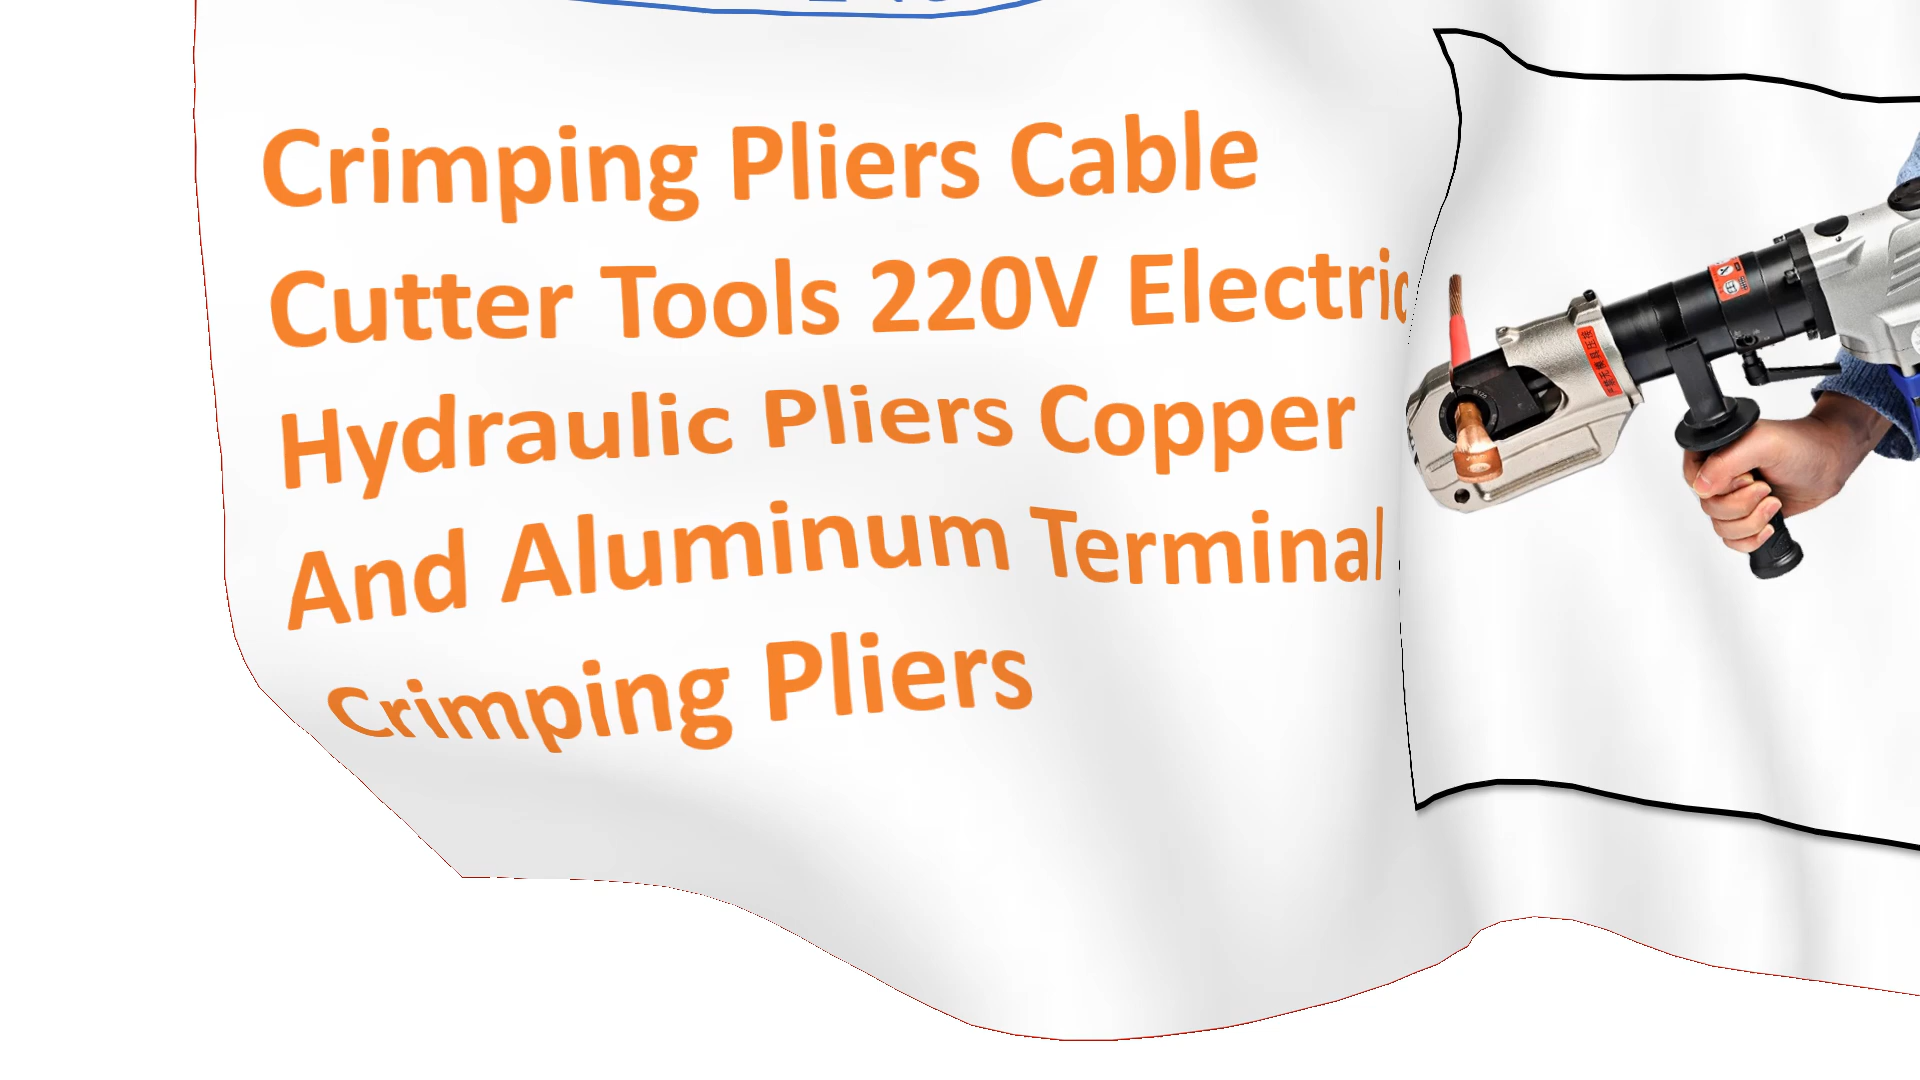 Crimping Pliers Cable
Cutter Tools 220V Electric
Hydraulic Pliers Copper
And Aluminum Terminal
Crimping Pliers